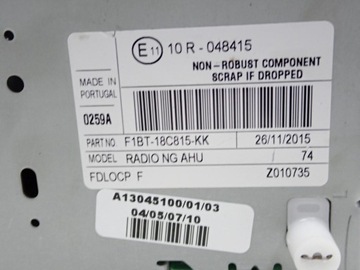 E11 10 R - 048415
NON-ROBUST COMPONENT
SCRAP IF DROPPED
MADE IN
PORTUGAL
0259A
PART NO. F1BT-18C815-KK 26/11/2015
MODEL RADIO NG AHU 74
FDLOCP F Z010735
A13045100/01/03
04/05/07/10